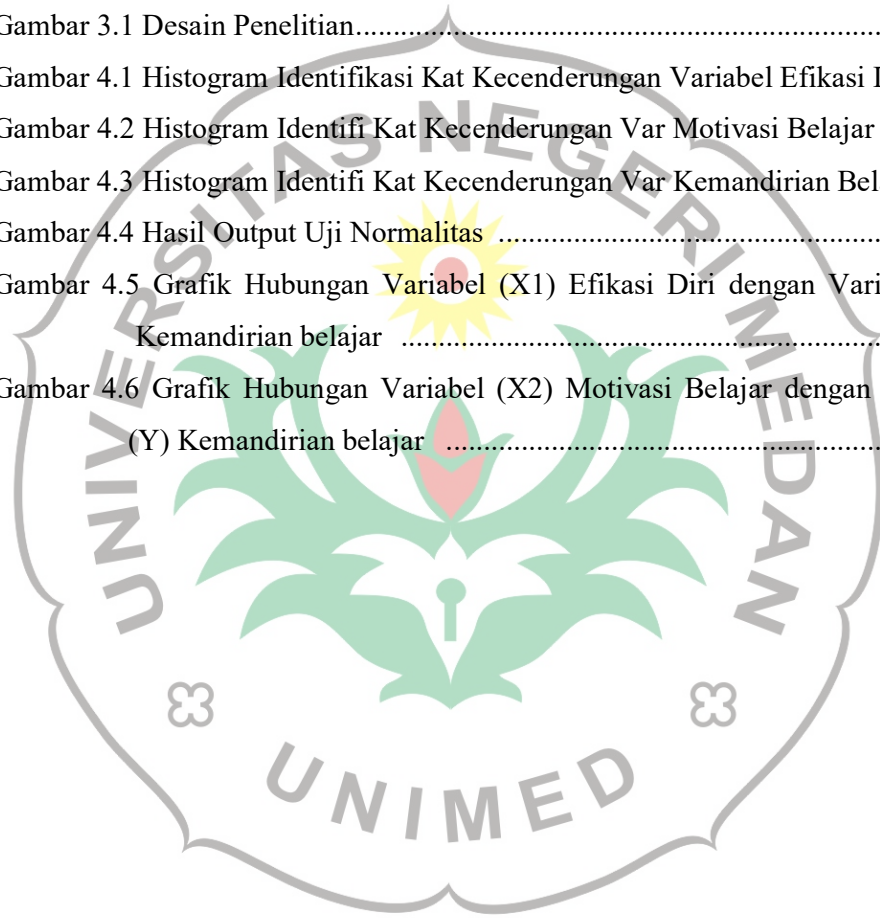 Gambar 3.1 Desain Penelitian.......................................................................
Gambar 4.1 Histogram Identifikasi Kat Kecenderungan Variabel Efikasi
Gambar 4.2 Histogram Identifi Kat Kecenderungan Var Motivasi Belajar
Gambar 4.3 Histogram Identifi Kat Kecenderungan Var Kemandirian
Gambar 4.4 Hasil Output Uji Normalitas ....................................................
Gambar 4.5 Grafik Hubungan Variabel (X1) Efikasi Diri dengan
Kemandirian belajar .................................................................
Gambar 4.6 Grafik Hubungan Variabel (X2) Motivasi Belajar dengan
(Y) Kemandirian belajar ...........................................................
UNIVERSITAS NEGERI MEDAN
UNIMED